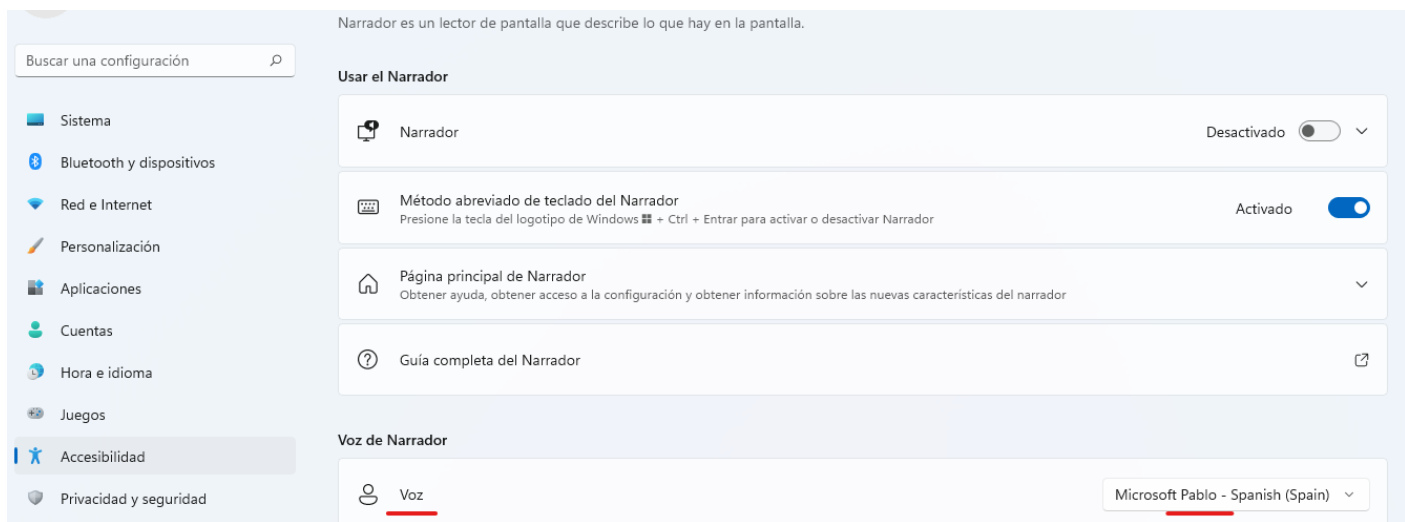 Narrador es un lector de pantalla que describe lo que hay en la pantalla.
Buscar una configuración
Usar el Narrador
Sistema
Narrador
Desactivado
Bluetooth y dispositivos
Red e Internet
Método abreviado de teclado del Narrador
Activado
Presione la tecla del logotipo de Windows + Ctrl + Entrar para activar o desactivar Narrador
Personalización
Página principal de Narrador
Aplicaciones
Obtener ayuda, obtener acceso a la configuración y obtener información sobre las nuevas características del narrador
Cuentas
Guía completa del Narrador
Hora e idioma
Juegos
Voz de Narrador
Accesibilidad
Privacidad y seguridad
Voz
Microsoft Pablo - Spanish (Spain)